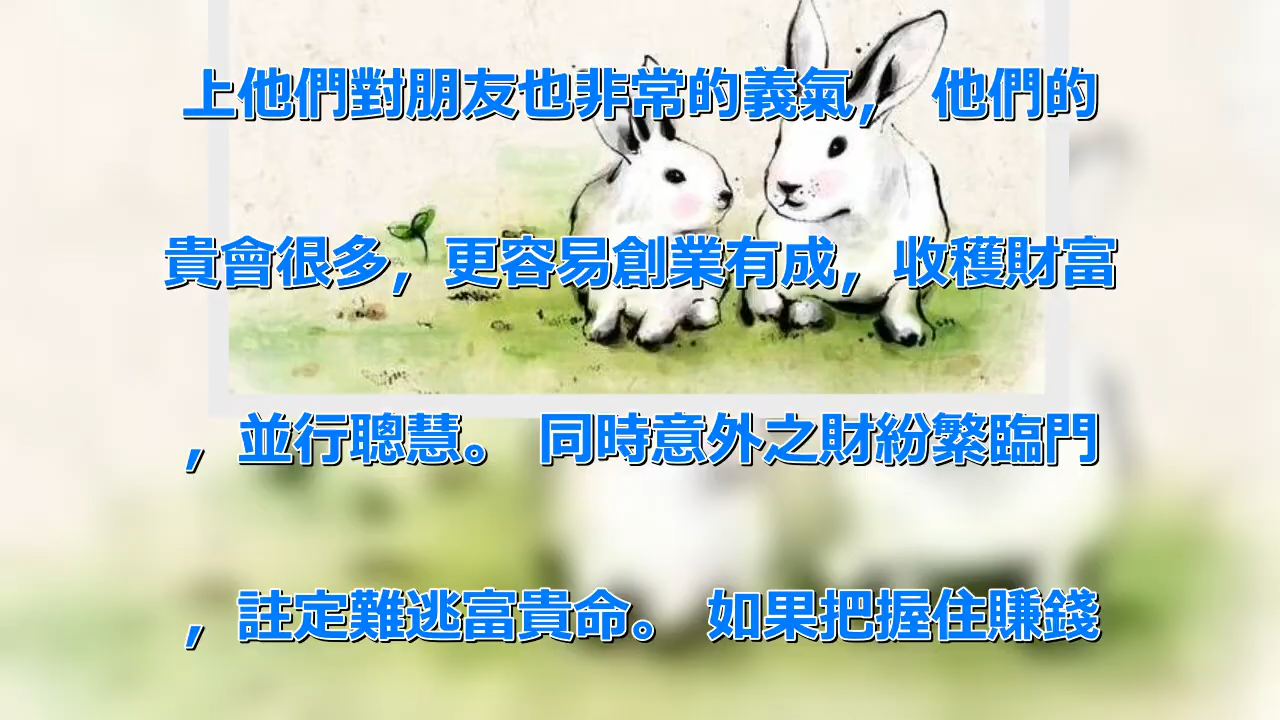 上他們對朋友也非常的義氣， 他們的
貴會很多，更容易創業有成，收穫財富
，並行聰慧。 同時意外之財紛繁臨門
，註定難逃富貴命。 如果把握住賺錢